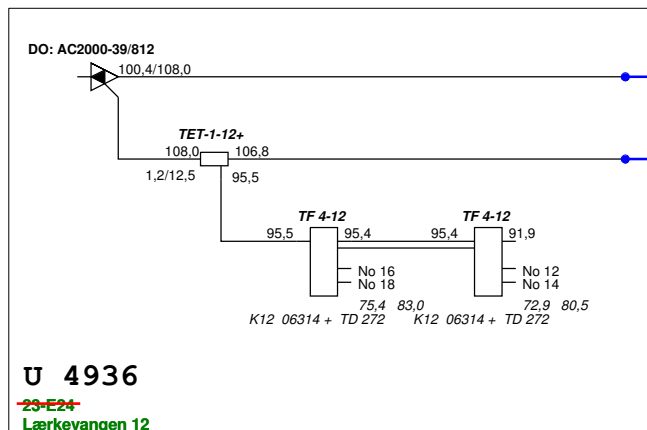 DO: AC2000-39/812
100,4/108,0
TET-1-12+
108,0 106,8
1,2/12,5 95,5
TF 4-12 TF 4-12
95,5 95,4 95,4 91,9
No 16 No 12
No 18 No 14
75,4 83,0 72,9 80,5
K12 06314 + TD 272 K12 06314 + TD 272
U 4936
23-E24
Lærkevangen 12